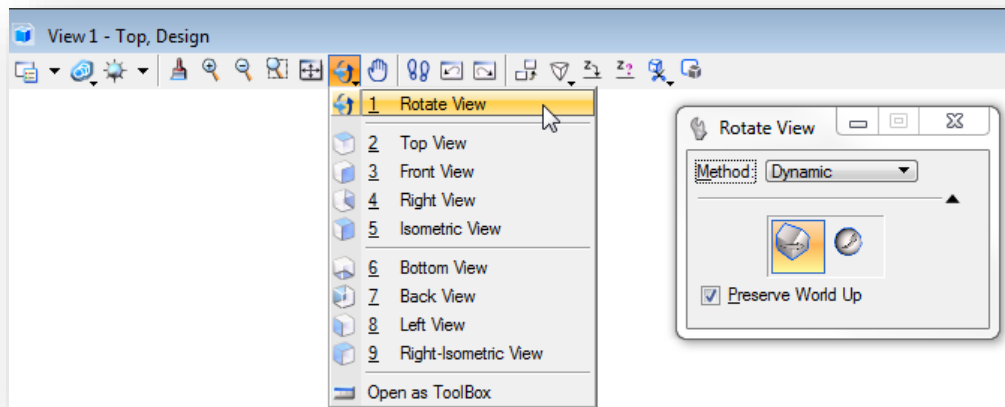 View 1 - Top, Design
1 Rotate View
2 Top View
3 Front View
4 Right View
5 Isometric View
6 Bottom View
7 Back View
8 Left View
9 Right-Isometric View
Open as ToolBox
Rotate View
Method: Dynamic
Preserve World Up